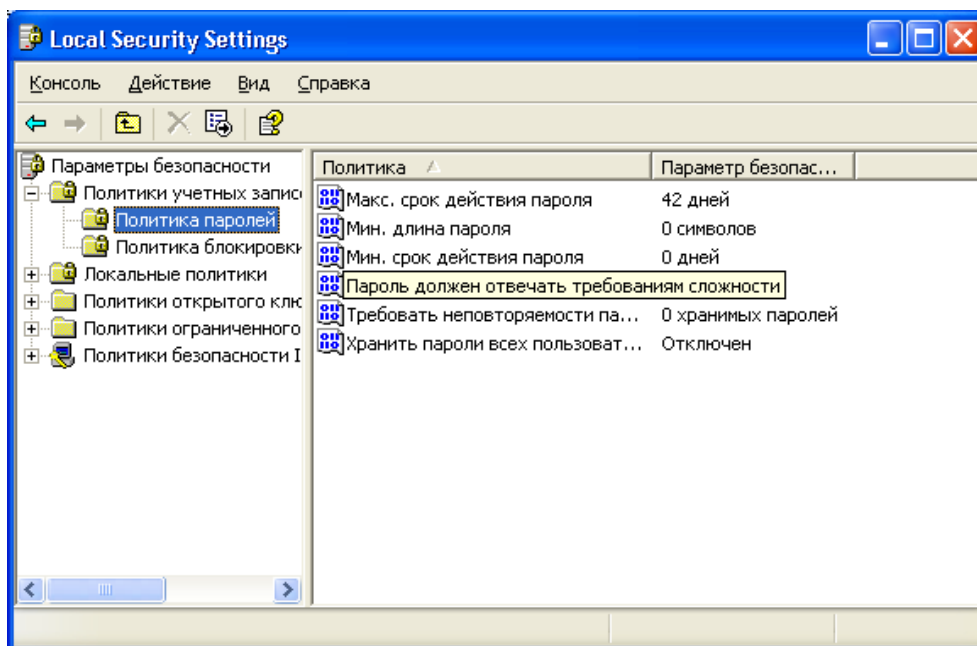 Local Security Settings
Консоль Действие Вид Справка
Параметры безопасности
Политики учетных запис
Политика паролей
Политика блокировки
Локальные политики
Политики открытого клю
Политики ограниченного
Политики безопасности I
Политика Параметр безопас...
Макс. срок действия пароля 42 дней
Мин. длина пароля 0 символов
Мин. срок действия пароля 0 дней
Пароль должен отвечать требованиям сложности
Требовать неповторяемости па... 0 хранимых паролей
Хранить пароли всех пользоват... Отключен